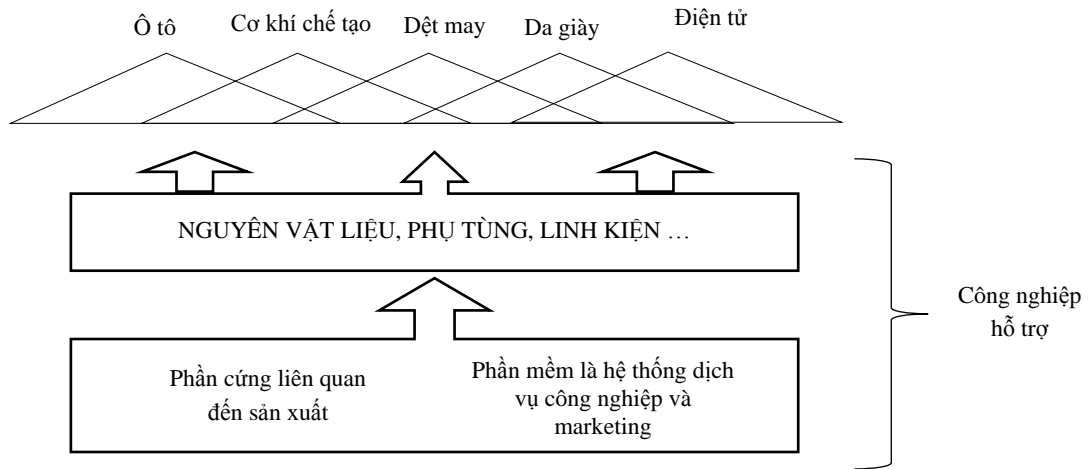 Ô tô
Cơ khí chế tạo
Dệt may
Da giày
Điện tử
NGUYÊN VẬT LIỆU, PHỤ TÙNG, LINH KIỆN …
Công nghiệp
hỗ trợ
Phần cứng liên quan
đến sản xuất
Phần mềm là hệ thống dịch
vụ công nghiệp và
marketing